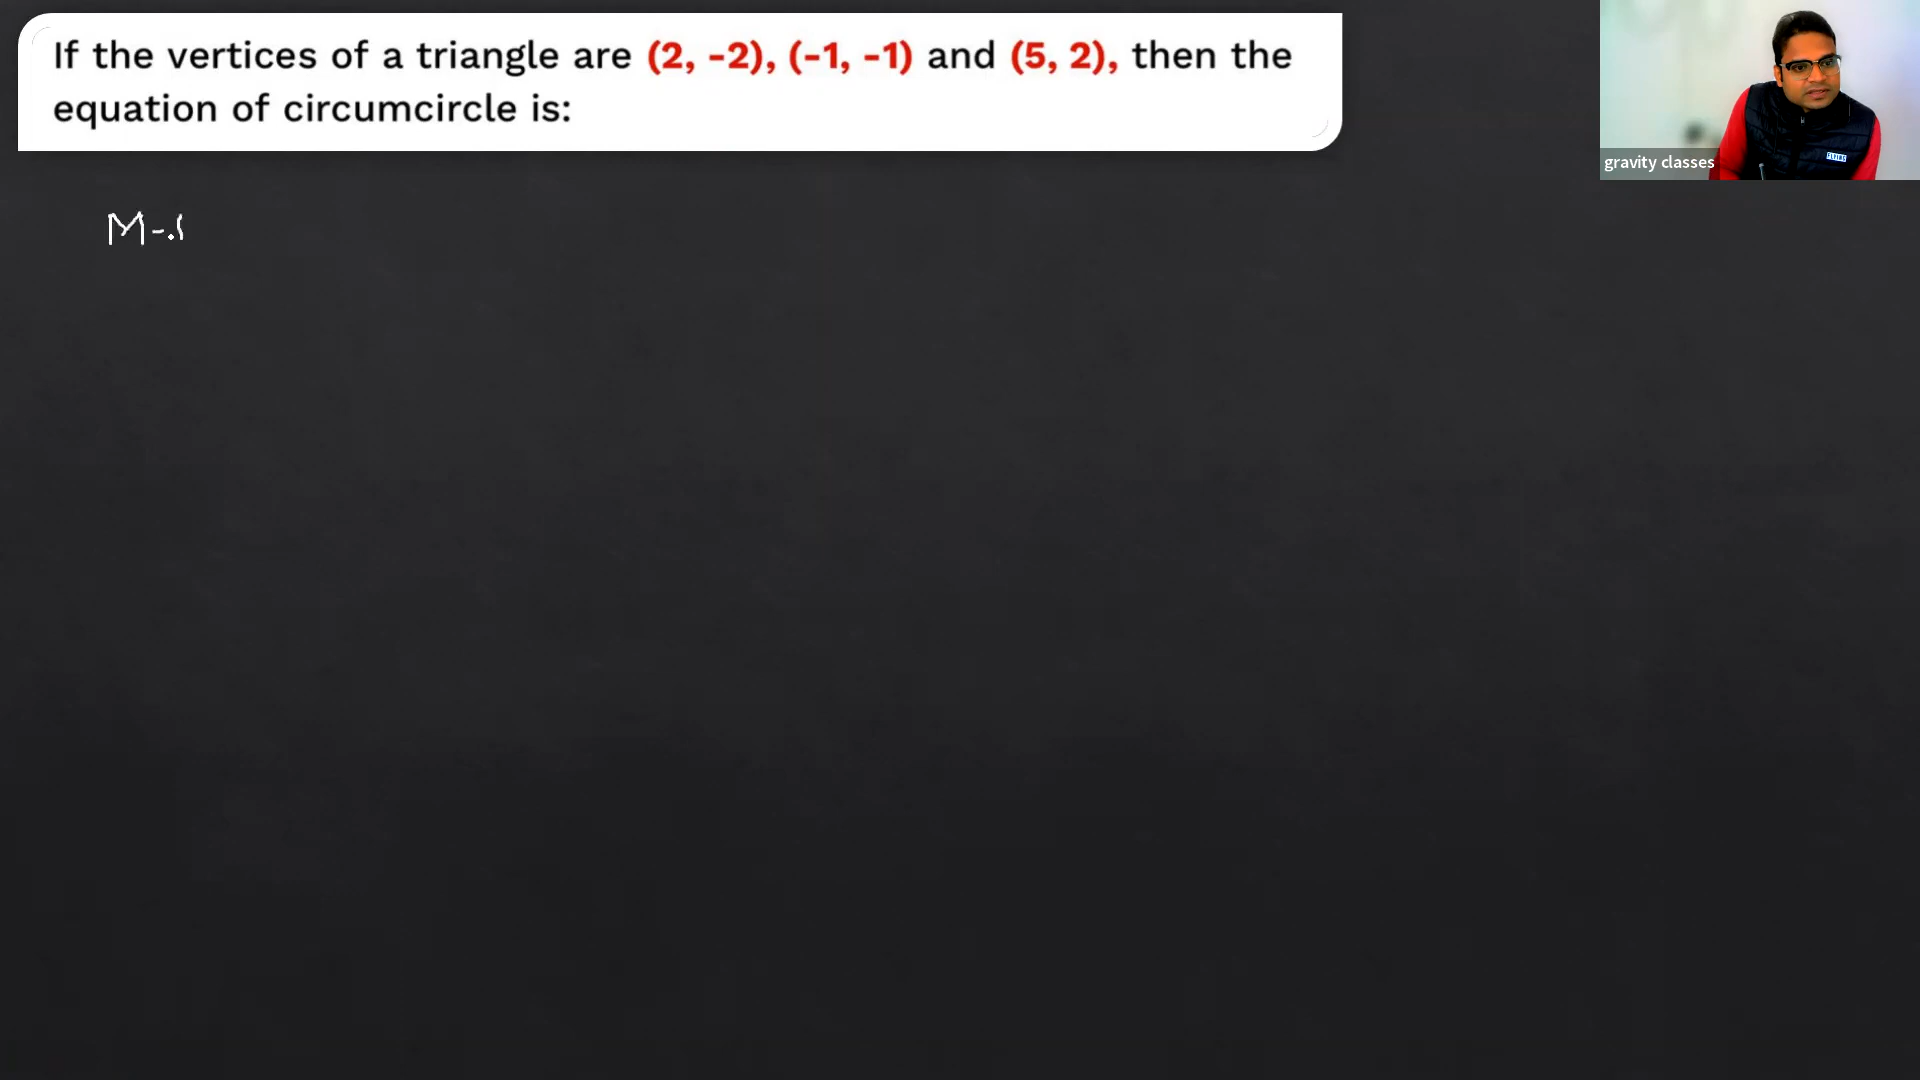 If the vertices of a triangle are (2, -2), (-1, -1) and (5, 2), then the
equation of circumcircle is:
gravity classes
M-